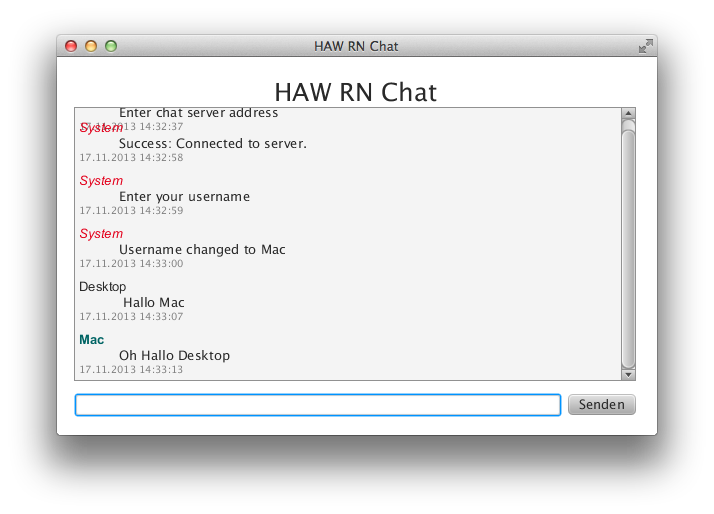 HAW RN Chat
HAW RN Chat
Enter chat server address
17.11.2013 14:32:37
System
Success: Connected to server.
17.11.2013 14:32:58
System
Enter your username
17.11.2013 14:32:59
System
Username changed to Mac
17.11.2013 14:33:00
Desktop
Hallo Mac
17.11.2013 14:33:07
Mac
Oh Hallo Desktop
17.11.2013 14:33:13
Senden